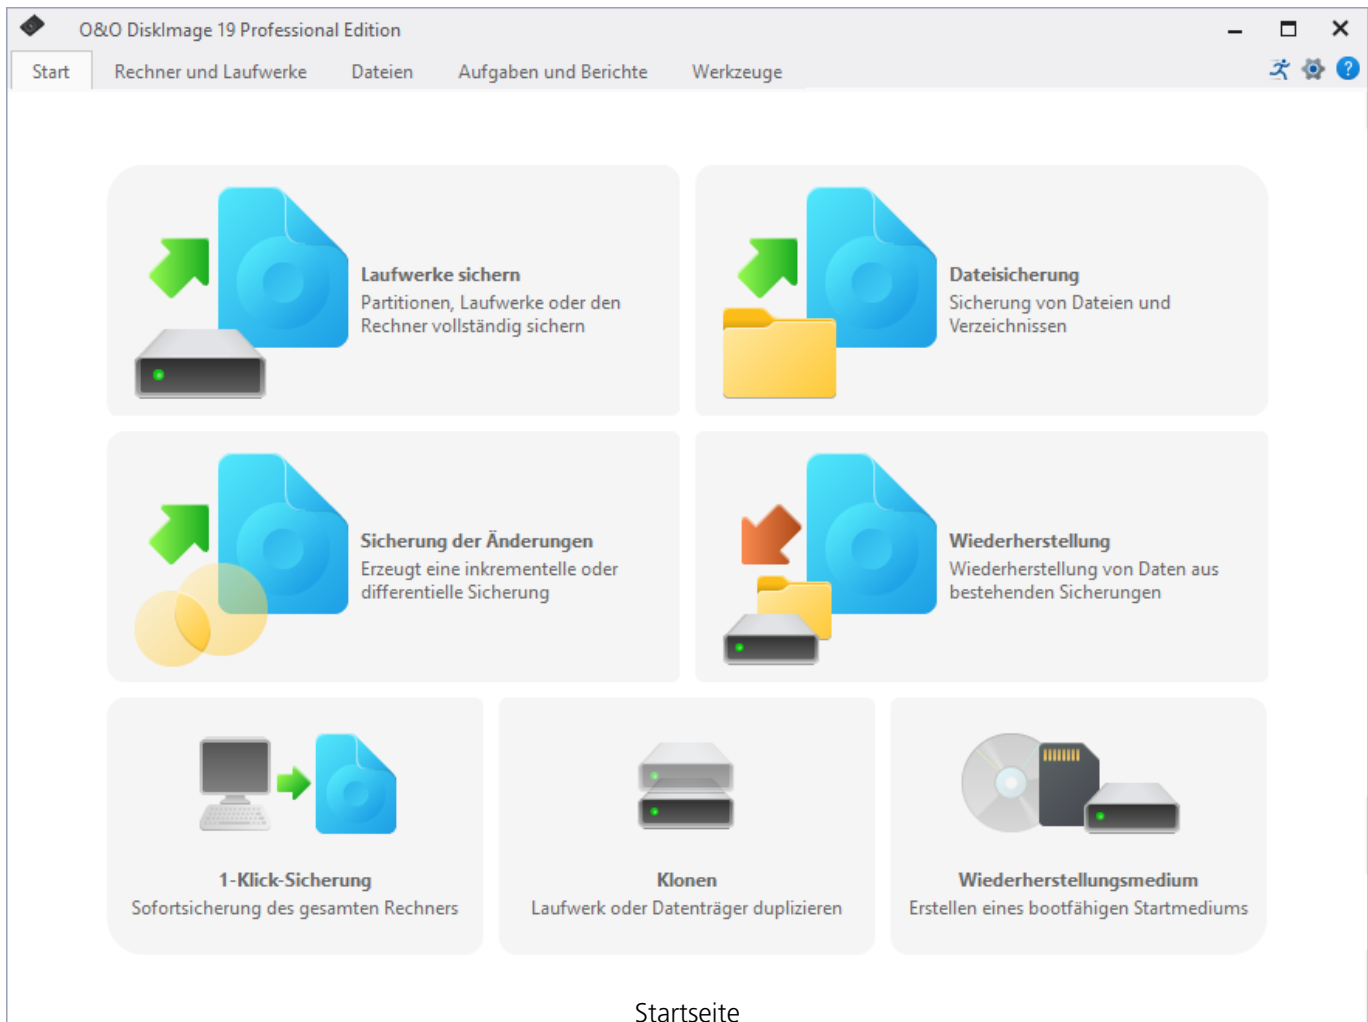 O&O DiskImage 19 Professional Edition
Start Rechner und Laufwerke Dateien Aufgaben und Berichte Werkzeuge
?
Laufwerke sichern
Partitionen, Laufwerke oder den
Rechner vollständig sichern
Dateisicherung
Sicherung von Dateien und
Verzeichnissen
Sicherung der Änderungen
Erzeugt eine inkrementelle oder
differentielle Sicherung
Wiederherstellung
Wiederherstellung von Daten aus
bestehenden Sicherungen
1-Klick-Sicherung
Sofortsicherung des gesamten Rechners
Klonen
Laufwerk oder Datenträger duplizieren
Wiederherstellungsmedium
Erstellen eines bootfähigen Startmediums
Startseite